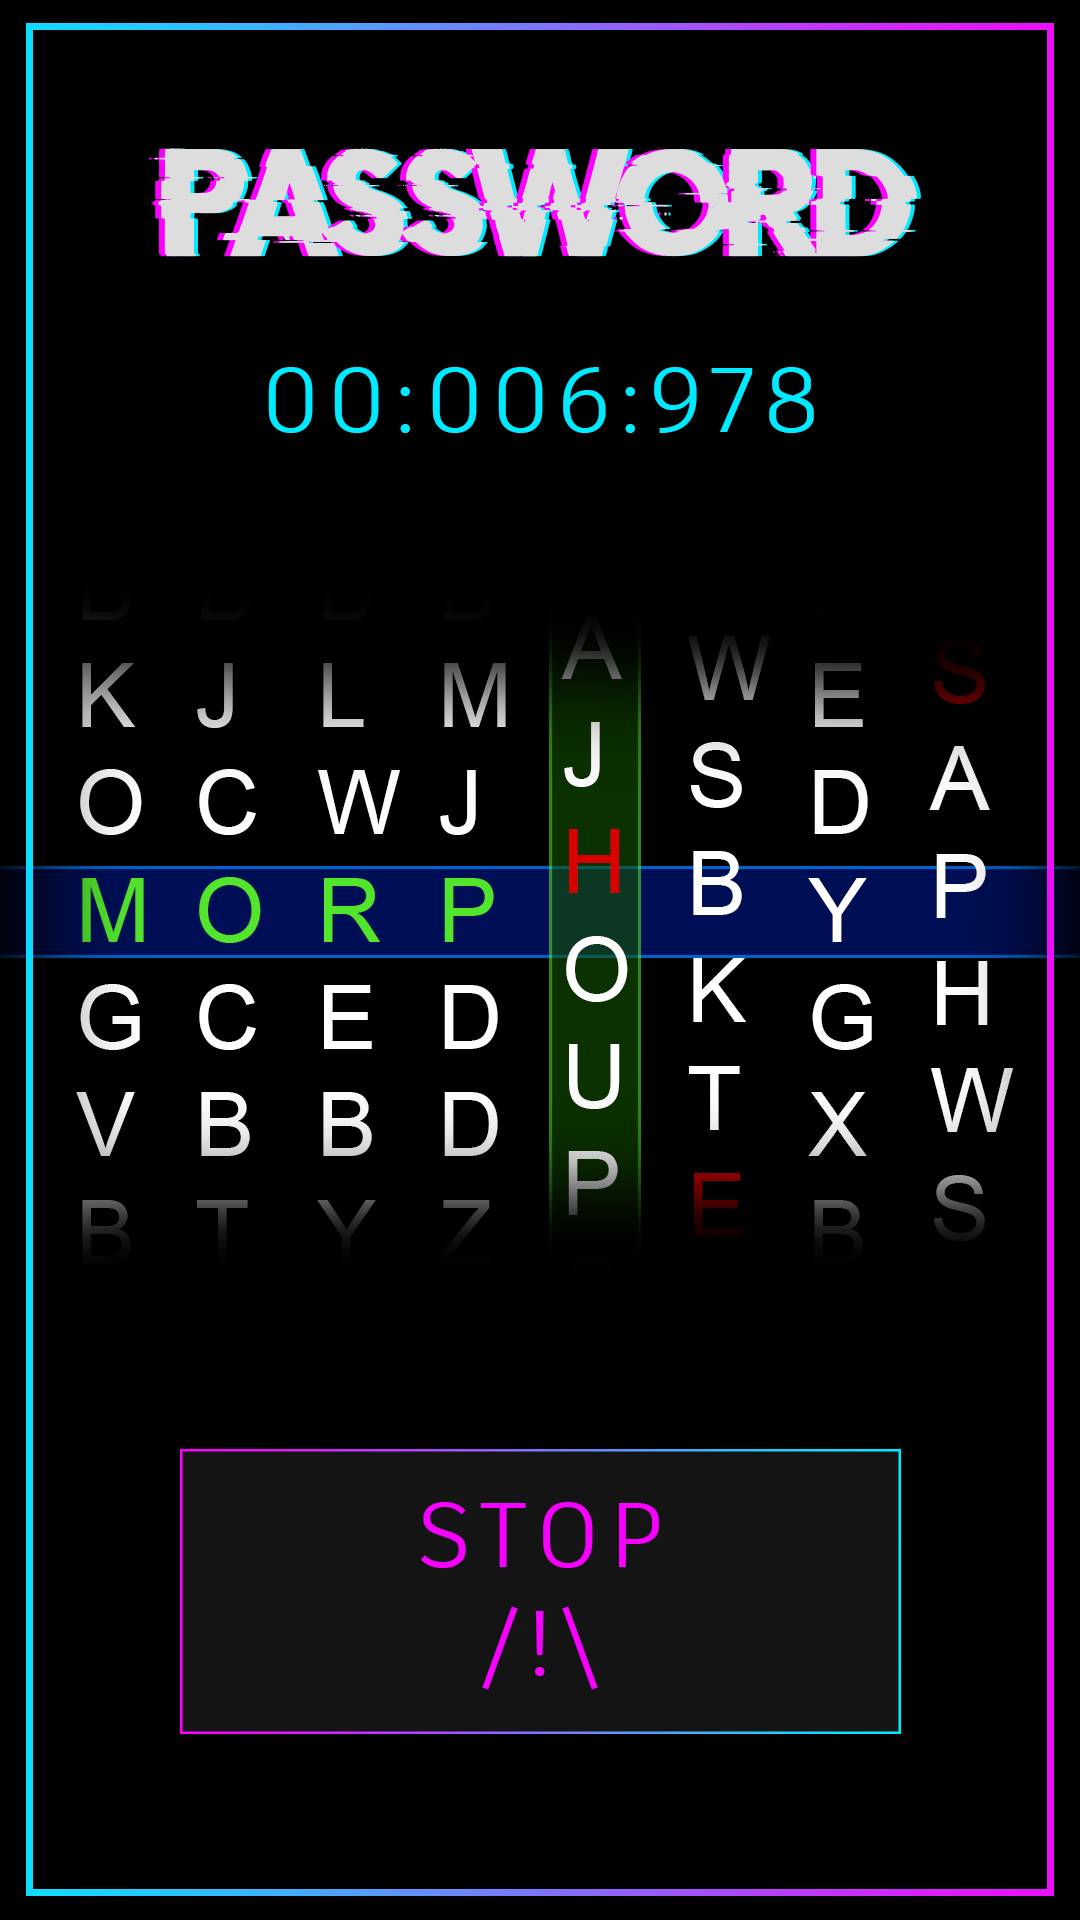 PASSWORD
00:006:978
B B B B
A W S
K J L M E
J S A
O C W J D
H B P
M O R P Y
O K H
G C E D G
U T W
V B B D X
P E S
B T Y Z B
STOP
/!\